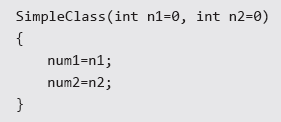 SimpleClass(int n1=0, int n2=0)
{
    num1=n1;
    num2=n2;
}